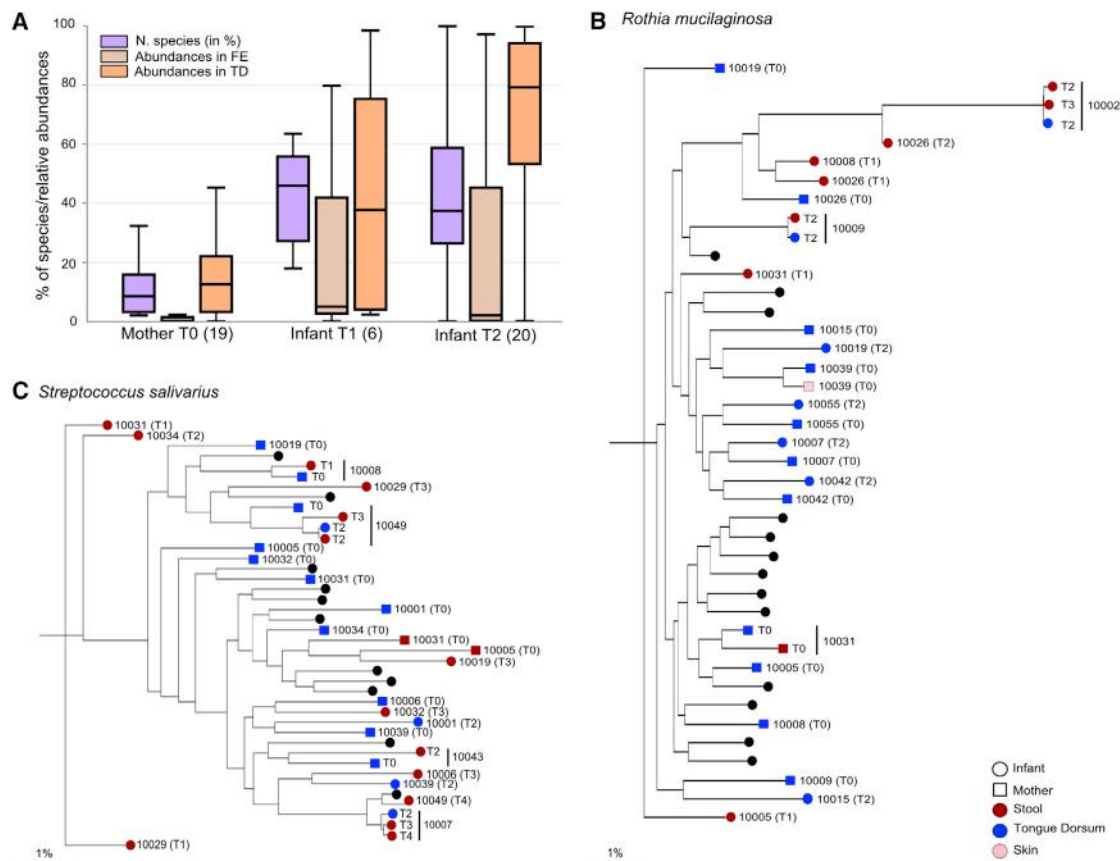 A
100
80
60
40
20
0
% of species/relative abundances
N. species (in %)
Abundances in FE
Abundances in TD
Mother T0 (19)
Infant T1 (6)
Infant T2 (20)
B
Rothia mucilaginosa
10019 (T0)
T2
T3
10002
T2
10026 (T2)
10008 (T1)
10026 (T1)
10026 (T0)
T2
10009
T2
10031 (T1)
10015 (T0)
10019 (T2)
10039 (T0)
10039 (T0)
10055 (T2)
10055 (T0)
10007 (T2)
10007 (T0)
10042 (T2)
10042 (T0)
T0
10031
T0
10005 (T0)
10008 (T0)
10009 (T0)
10015 (T2)
10005 (T1)
1%
Infant
Mother
Stool
Tongue Dorsum
Skin
C
Streptococcus salivarius
10031 (T1)
10034 (T2)
10019 (T0)
T1
10008
T0
10029 (T3)
T0
T3
10049
T2
T2
10005 (T0)
10032 (T0)
10031 (T0)
10001 (T0)
10034 (T0)
10031 (T0)
10005 (T0)
10019 (T3)
10006 (T0)
10032 (T3)
10001 (T2)
10039 (T0)
T2
10043
T0
10006 (T3)
10039 (T2)
10049 (T4)
T2
T3
10007
T4
10029 (T1)
1%